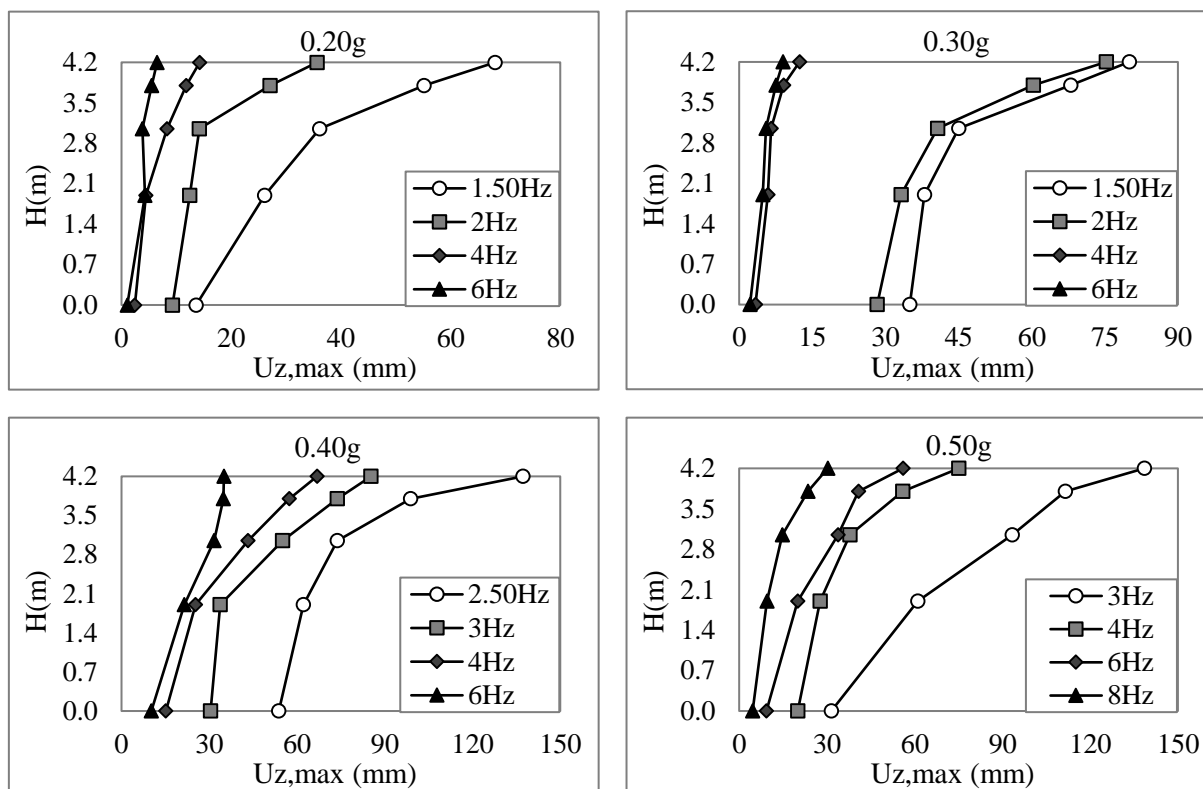 0.20g
H(m)
4.2
3.5
2.8
2.1
1.4
0.7
0.0
1.50Hz
2Hz
4Hz
6Hz
0 20 40 60 80
Uz,max (mm)
0.30g
H(m)
4.2
3.5
2.8
2.1
1.4
0.7
0.0
1.50Hz
2Hz
4Hz
6Hz
0 15 30 45 60 75 90
Uz,max (mm)
0.40g
H(m)
4.2
3.5
2.8
2.1
1.4
0.7
0.0
2.50Hz
3Hz
4Hz
6Hz
0 30 60 90 120 150
Uz,max (mm)
0.50g
H(m)
4.2
3.5
2.8
2.1
1.4
0.7
0.0
3Hz
4Hz
6Hz
8Hz
0 30 60 90 120 150
Uz,max (mm)